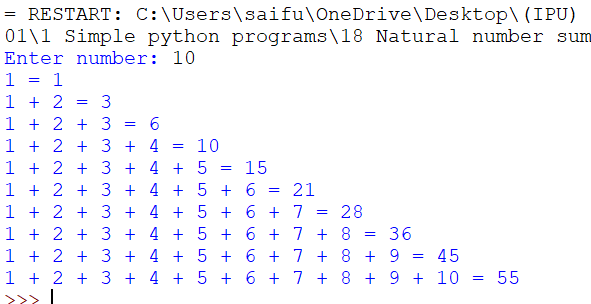 = RESTART: C:\Users\saifu\OneDrive\Desktop\(IPU)
01\1 Simple python programs\18 Natural number sum
Enter number: 10
1 = 1
1 + 2 = 3
1 + 2 + 3 = 6
1 + 2 + 3 + 4 = 10
1 + 2 + 3 + 4 + 5 = 15
1 + 2 + 3 + 4 + 5 + 6 = 21
1 + 2 + 3 + 4 + 5 + 6 + 7 = 28
1 + 2 + 3 + 4 + 5 + 6 + 7 + 8 = 36
1 + 2 + 3 + 4 + 5 + 6 + 7 + 8 + 9 = 45
1 + 2 + 3 + 4 + 5 + 6 + 7 + 8 + 9 + 10 = 55
>>>